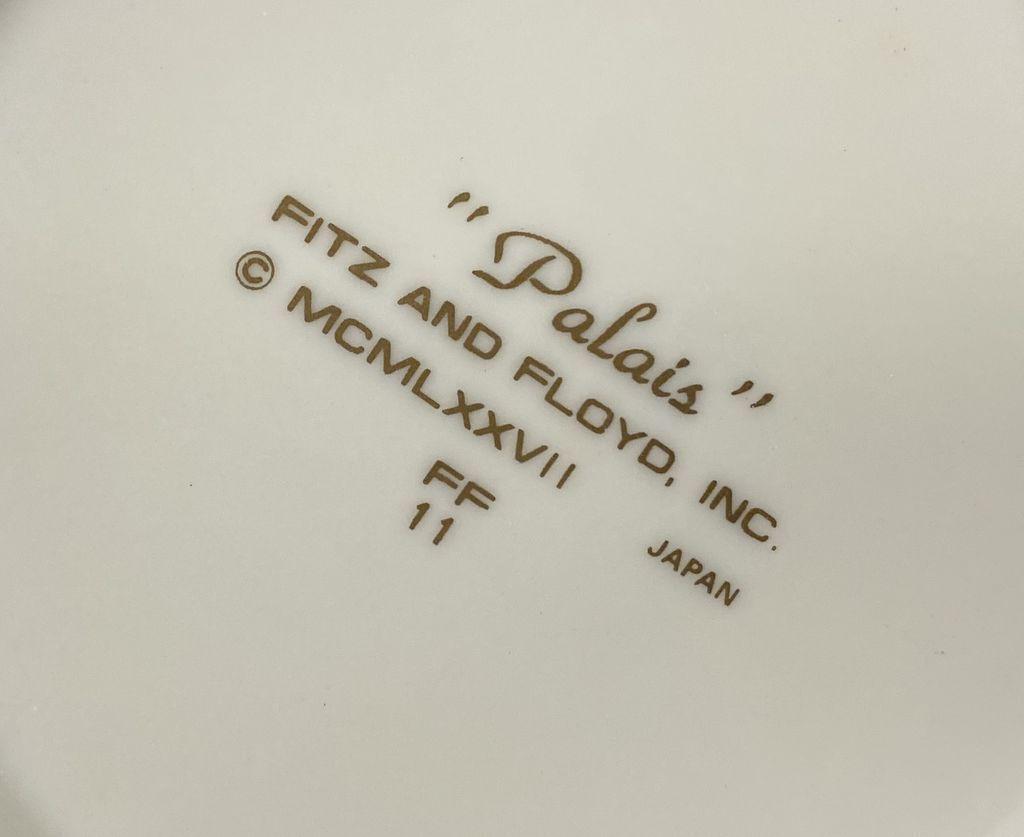 "Palais"
FITZ AND FLOYD, INC.
© MCMLXXVII
FF
11
JAPAN